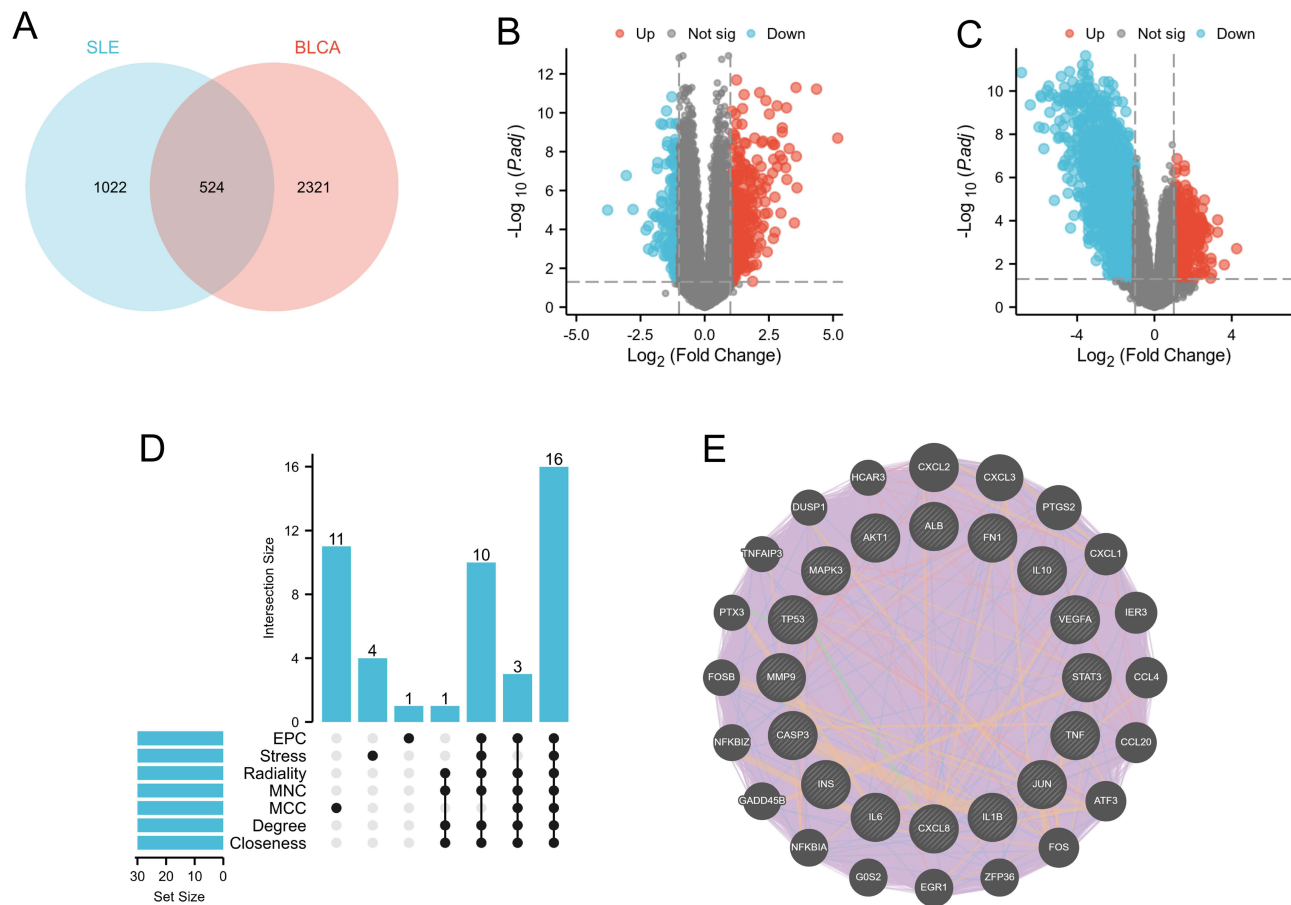 A
SLE
BLCA
1022
524
2321
B
Up
Not sig
Down
-Log 10 (P.adj)
12
10
8
6
4
2
0
-5.0
-2.5
0.0
2.5
5.0
Log2 (Fold Change)
C
Up
Not sig
Down
-Log 10 (P.adj)
10
8
6
4
2
0
-4
0
4
Log2 (Fold Change)
D
Intersection Size
16
12
8
4
0
11
4
1
1
10
3
16
EPC
Stress
Radiality
MNC
MCC
Degree
Closeness
30
20
10
0
Set Size
E
CXCL2
HCAR3
CXCL3
DUSP1
PTGS2
ALB
AKT1
FN1
TNFAIP3
CXCL1
MAPK3
IL10
PTX3
IER3
TP53
VEGFA
FOSB
MMP9
STAT3
CCL4
NFKBIZ
CASP3
TNF
CCL20
GADD45B
INS
JUN
ATF3
IL6
CXCL8
IL1B
NFKBIA
FOS
G0S2
EGR1
ZFP36